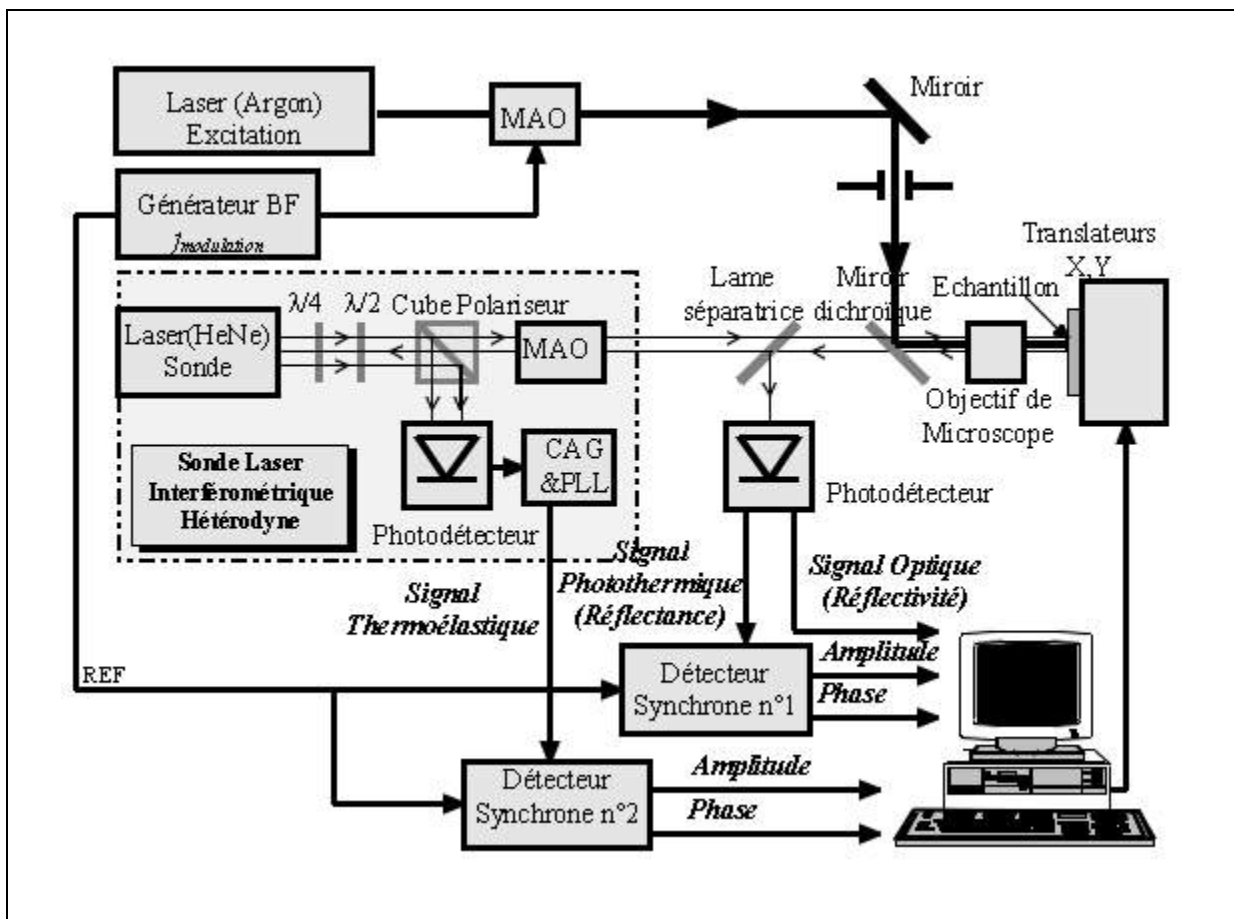 Laser (Argon)
Excitation
MAO
Miroir
Générateur BF
modulation
Translateurs
X,Y
Echantillon
Lame
séparatrice
Miroir
dichroïque
λ/4
λ/2
Cube Polariseur
Laser(HeNe)
Sonde
MAO
Objectif de
Microscope
Sonde Laser
Interférométrique
Hétérodyne
CAG
&PLL
Photodétecteur
Photodétecteur
Signal
Thermoélastique
Signal
Photothermique
(Réflectance)
Signal Optique
(Réflectivité)
REF
Détecteur
Synchrone n°1
Amplitude
Phase
Détecteur
Synchrone n°2
Amplitude
Phase